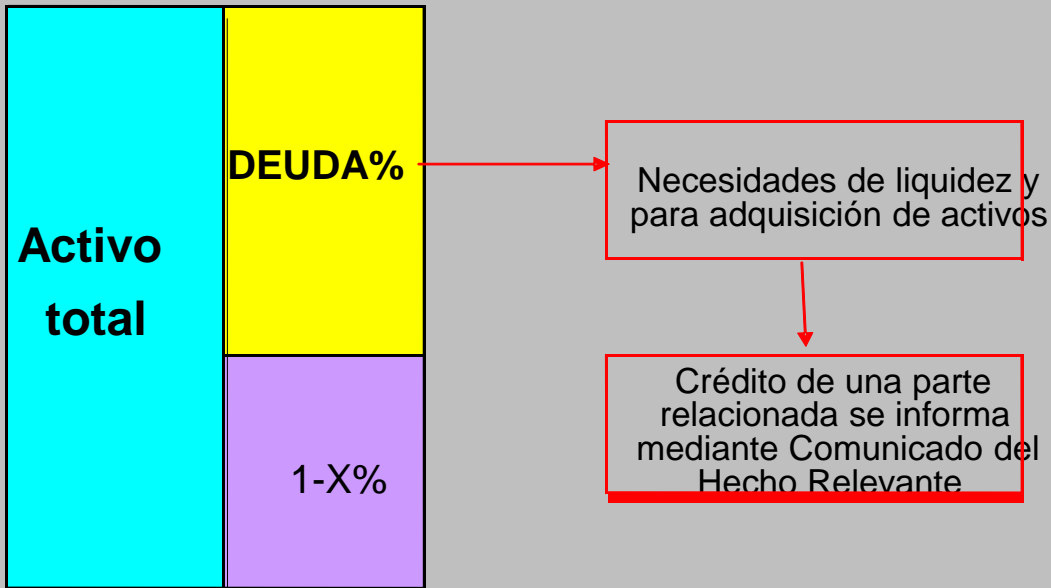 Activo
total
DEUDA%
1-X%
Necesidades de liquidez y
para adquisición de activos
Crédito de una parte
relacionada se informa
mediante Comunicado del
Hecho Relevante